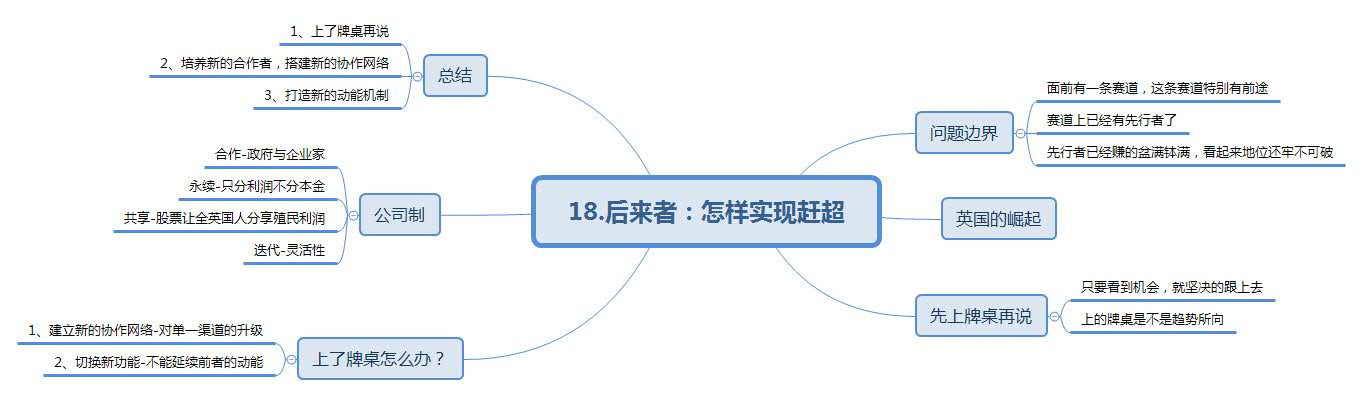 18.后来者：怎样实现赶超
问题边界
面前有一条赛道，这条赛道特别有前途
赛道上已经有先行者了
先行者已经赚的盆满钵满，看起来地位还牢不可破
英国的崛起
先上牌桌再说
只要看到机会，就坚决的跟上去
上的牌桌是不是趋势所向
上了牌桌怎么办？
1、建立新的协作网络-对单一渠道的升级
2、切换新功能-不能延续前者的动能
公司制
合作-政府与企业家
永续-只分利润不分本金
共享-股票让全英国人分享殖民利润
迭代-灵活性
总结
1、上了牌桌再说
2、培养新的合作者，搭建新的协作网络
3、打造新的动能机制